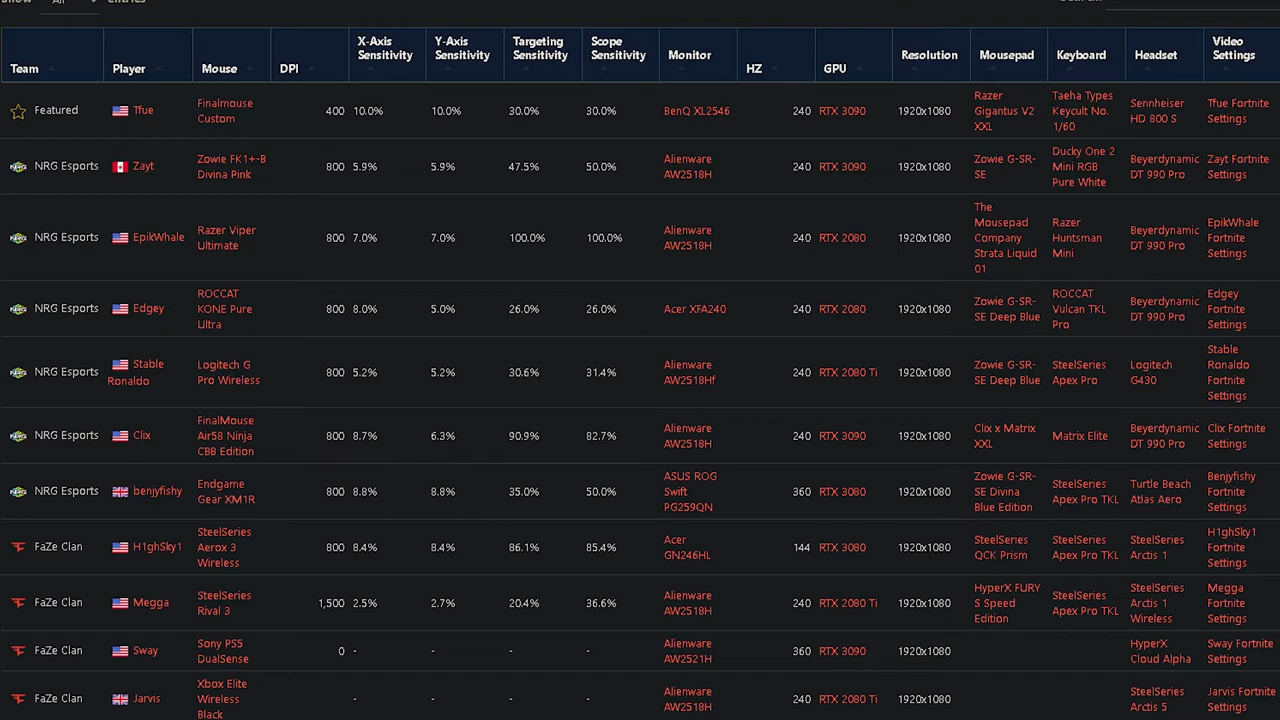 Show All entries
Team Player Mouse DPI X-Axis Sensitivity Y-Axis Sensitivity Targeting Sensitivity Scope Sensitivity Monitor HZ GPU Resolution Mousepad Keyboard Headset Video Settings
Featured Tfue Finalmouse Custom 400 10.0% 10.0% 30.0% 30.0% BenQ XL2546 240 RTX 3090 1920x1080 Razer Gigantus V2 XXL Taeha Types Keycult No. 1/60 Sennheiser HD 800 S Tfue Fortnite Settings
NRG Esports Zayt Zowie FK1+-B Divina Pink 800 5.9% 5.9% 47.5% 50.0% Alienware AW2518H 240 RTX 3090 1920x1080 Zowie G-SR-SE Ducky One 2 Mini RGB Pure White Beyerdynamic DT 990 Pro Zayt Fortnite Settings
NRG Esports EpikWhale Razer Viper Ultimate 800 7.0% 7.0% 100.0% 100.0% Alienware AW2518H 240 RTX 2080 1920x1080 The Mousepad Company Strata Liquid 01 Razer Huntsman Mini Beyerdynamic DT 990 Pro EpikWhale Fortnite Settings
NRG Esports Edgey ROCCAT KONE Pure Ultra 800 8.0% 5.0% 26.0% 26.0% Acer XFA240 240 RTX 2080 1920x1080 Zowie G-SR-SE Deep Blue ROCCAT Vulcan TKL Pro Beyerdynamic DT 990 Pro Edgey Fortnite Settings
NRG Esports Stable Ronaldo Logitech G Pro Wireless 800 5.2% 5.2% 30.6% 31.4% Alienware AW2518Hf 240 RTX 2080 Ti 1920x1080 Zowie G-SR-SE Deep Blue SteelSeries Apex Pro Logitech G430 Stable Ronaldo Fortnite Settings
NRG Esports Clix FinalMouse Air58 Ninja CBB Edition 800 8.7% 6.3% 90.9% 82.7% Alienware AW2518H 240 RTX 3090 1920x1080 Clix x Matrix XXL Matrix Elite Beyerdynamic DT 990 Pro Clix Fortnite Settings
NRG Esports benjyfishy Endgame Gear XM1R 800 8.8% 8.8% 35.0% 50.0% ASUS ROG Swift PG259QN 360 RTX 3080 1920x1080 Zowie G-SR-SE Divina Blue Edition SteelSeries Apex Pro TKL Turtle Beach Atlas Aero Benjyfishy Fortnite Settings
FaZe Clan H1ghSky1 SteelSeries Aerox 3 Wireless 800 8.4% 8.4% 86.1% 85.4% Acer GN246HL 144 RTX 3080 1920x1080 SteelSeries QCK Prism SteelSeries Apex Pro TKL SteelSeries Arctis 1 H1ghSky1 Fortnite Settings
FaZe Clan Megga SteelSeries Rival 3 1,500 2.5% 2.7% 20.4% 36.6% Alienware AW2518H 240 RTX 2080 Ti 1920x1080 HyperX FURY S Speed Edition SteelSeries Apex Pro TKL SteelSeries Arctis 1 Wireless Megga Fortnite Settings
FaZe Clan Sway Sony PS5 DualSense 0 - - - - Alienware AW2521H 360 RTX 3090 1920x1080 HyperX Cloud Alpha Sway Fortnite Settings
FaZe Clan Jarvis Xbox Elite Wireless Black - - - - Alienware AW2518H 240 RTX 2080 Ti 1920x1080 SteelSeries Arctis 5 Jarvis Fortnite Settings